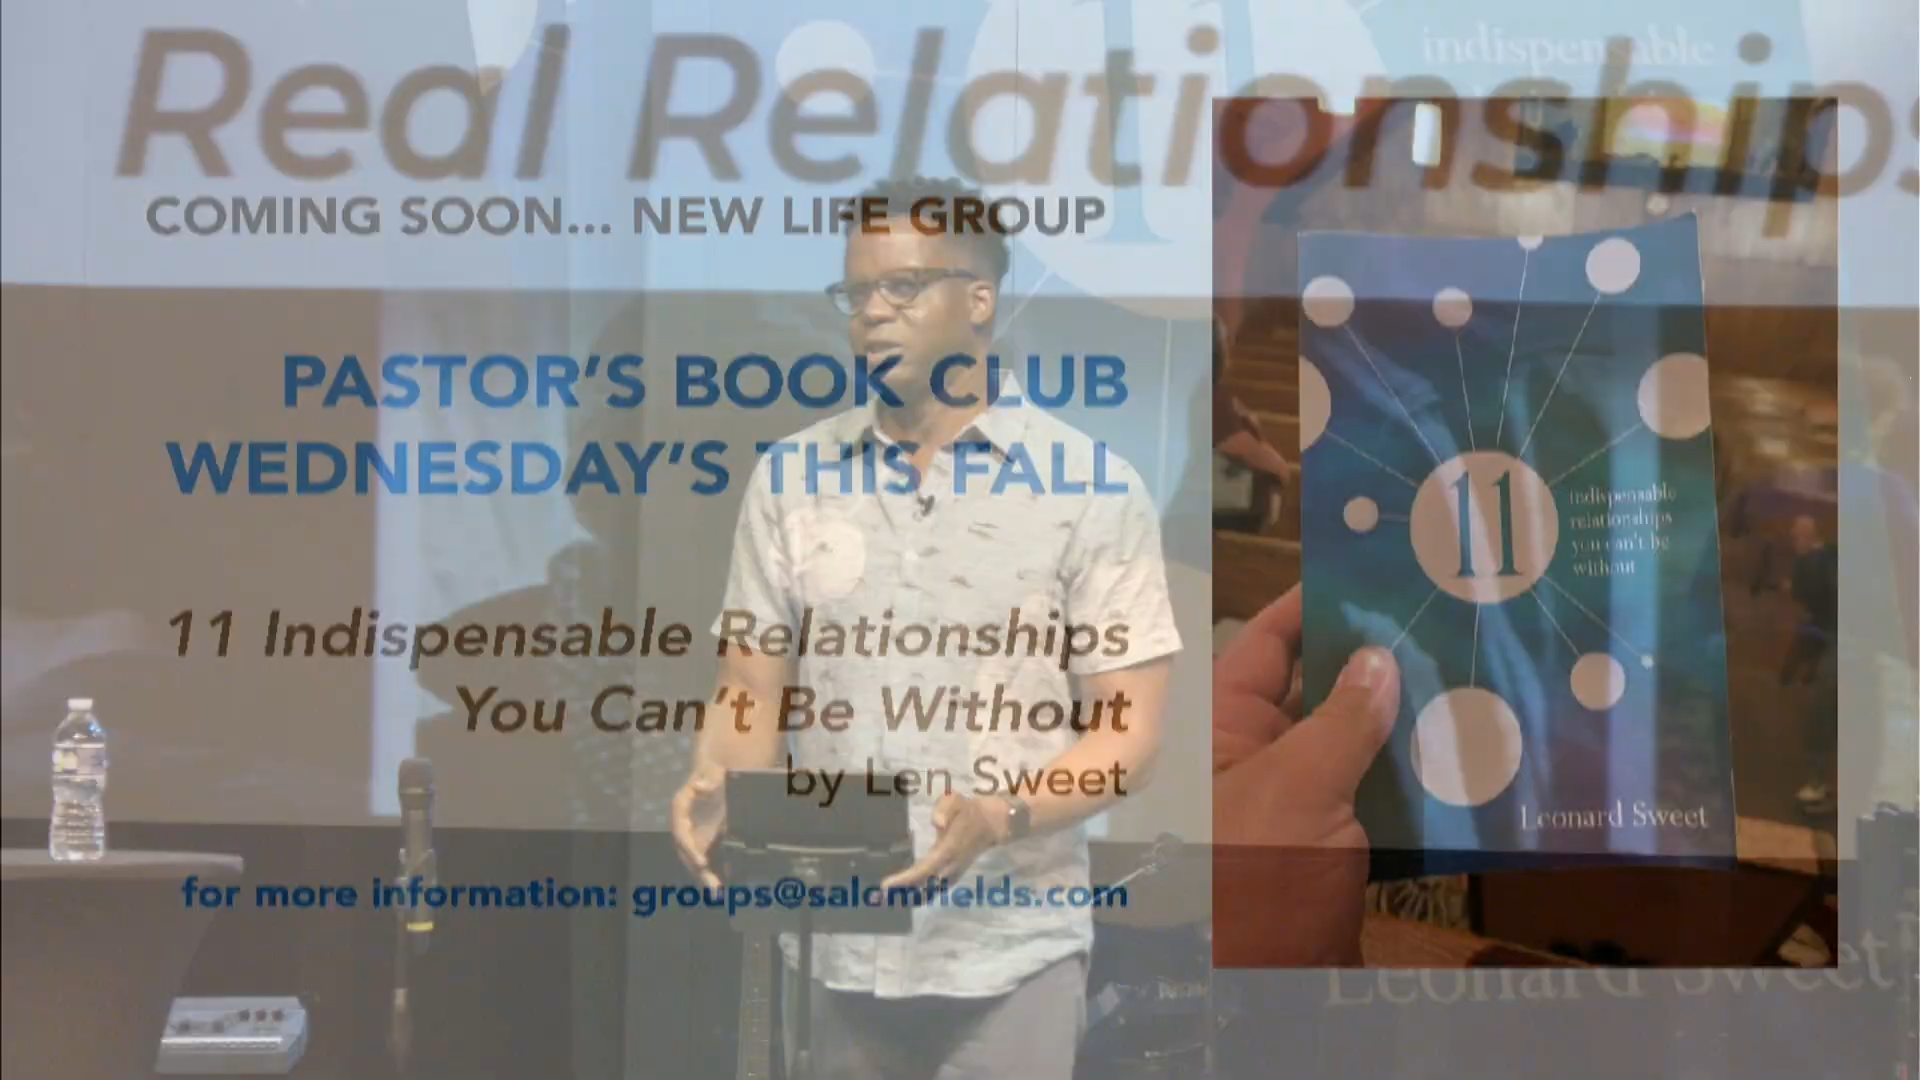 Real Relationships
indispensable
COMING SOON... NEW LIFE GROUP
PASTOR'S BOOK CLUB
WEDNESDAY'S THIS FALL
11 Indispensable Relationships
You Can't Be Without
by Len Sweet
for more information: groups@salemfields.com
11
11
indispensable
relationships
you can't be
without
Leonard Sweet
Leonard Sweet